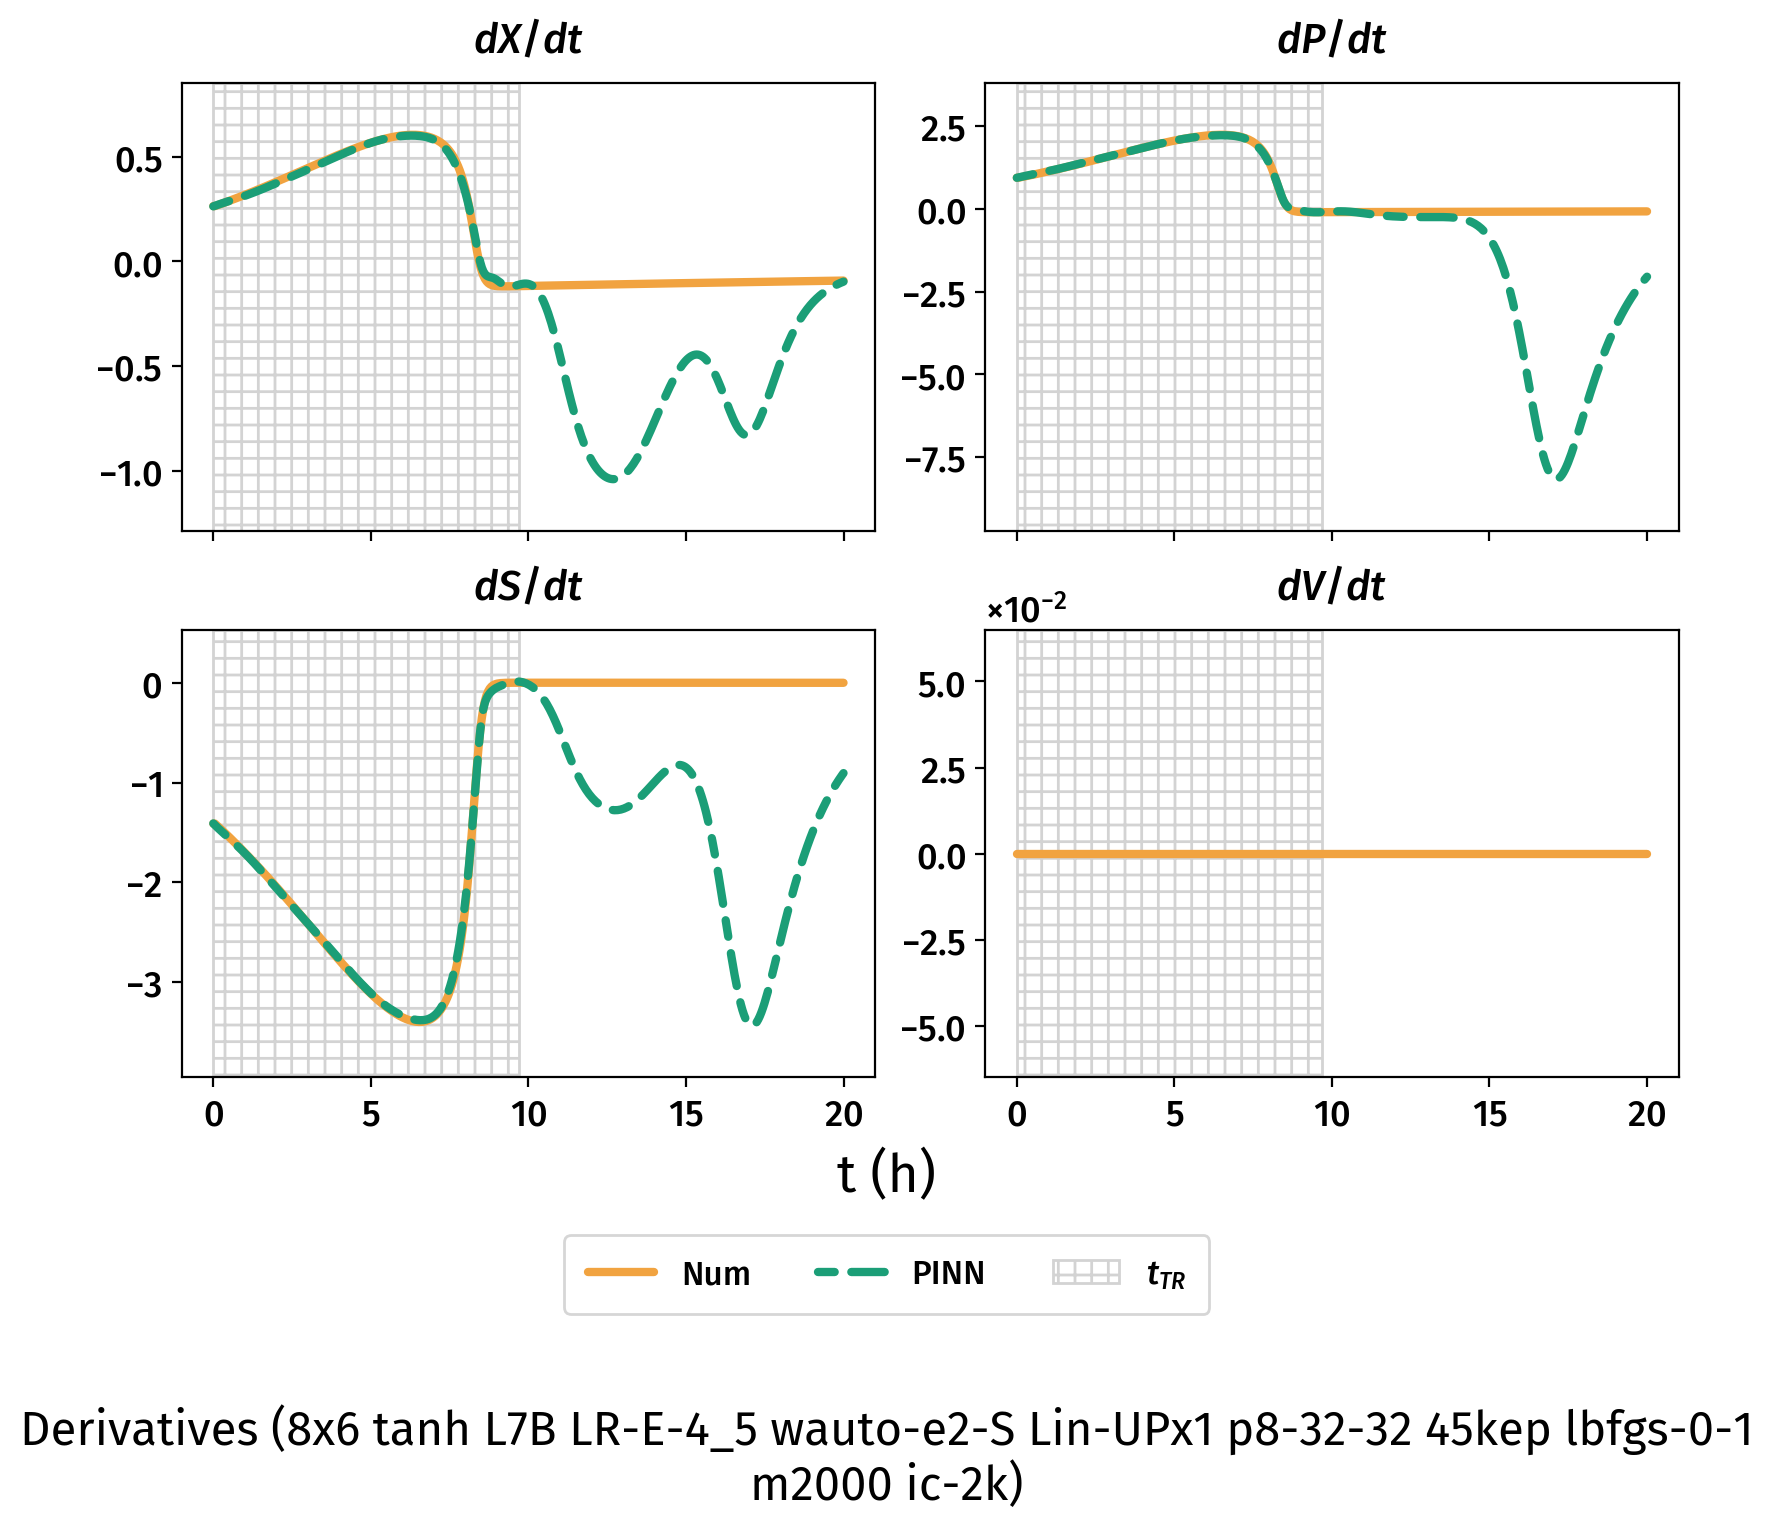 dX/dt
dP/dt
0.5
0.0
−0.5
−1.0
2.5
0.0
−2.5
−5.0
−7.5
dS/dt
dV/dt
×10⁻²
0
−1
−2
−3
5.0
2.5
0.0
−2.5
−5.0
0 5 10 15 20
0 5 10 15 20
t (h)
Num PINN t_TR
Derivatives (8x6 tanh L7B LR-E-4_5 wauto-e2-S Lin-UPx1 p8-32-32 45kep lbfgs-0-1
m2000 ic-2k)